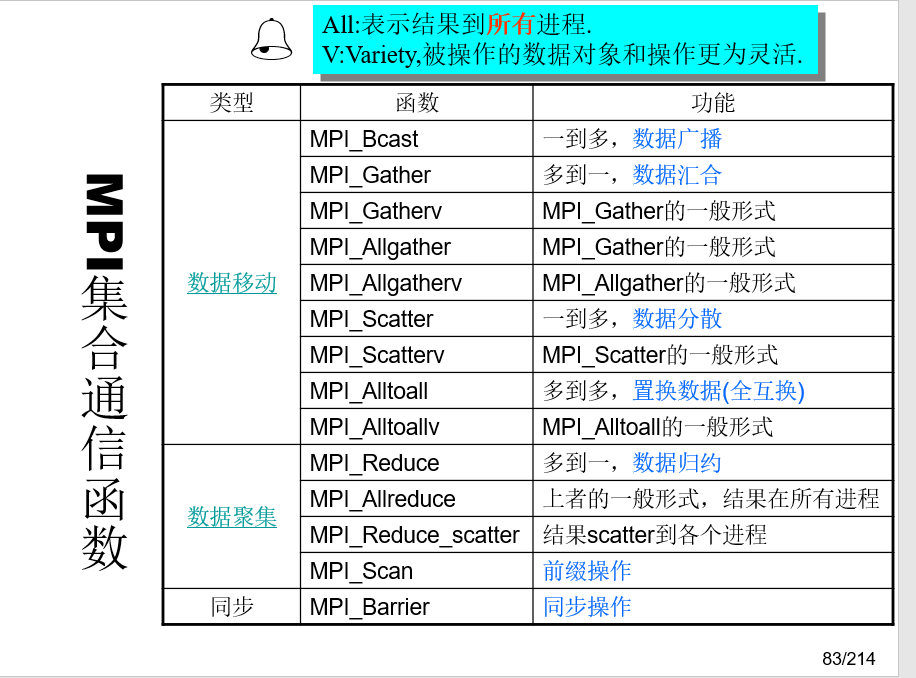 All:表示结果到所有进程.
V:Variety,被操作的数据对象和操作更为灵活.
MPI集合通信函数
类型 函数 功能
数据移动
MPI_Bcast 一到多，数据广播
MPI_Gather 多到一，数据汇合
MPI_Gatherv MPI_Gather的一般形式
MPI_Allgather MPI_Gather的一般形式
MPI_Allgatherv MPI_Allgather的一般形式
MPI_Scatter 一到多，数据分散
MPI_Scatterv MPI_Scatter的一般形式
MPI_Alltoall 多到多，置换数据(全互换)
MPI_Alltoallv MPI_Alltoall的一般形式
数据聚集
MPI_Reduce 多到一，数据归约
MPI_Allreduce 上者的一般形式，结果在所有进程
MPI_Reduce_scatter 结果scatter到各个进程
MPI_Scan 前缀操作
同步 MPI_Barrier 同步操作
83/214